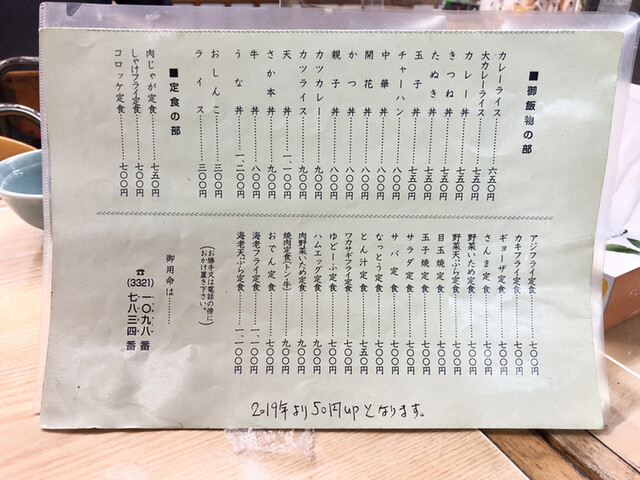 ■御飯物の部
カレーライス……六五〇円
大カレーライス……七五〇円
カレー丼……七五〇円
きつね丼……七五〇円
たぬき丼……七五〇円
玉子丼……七五〇円
チャーハン……八〇〇円
中華丼……八〇〇円
開花丼……八〇〇円
かつ丼……八〇〇円
親子丼……八〇〇円
カツカレー……九〇〇円
カツライス……九〇〇円
天丼……一、一〇〇円
さか本丼……九〇〇円
牛丼……八〇〇円
うな丼……一、二〇〇円
おしんこ……三〇〇円
ライス……三〇〇円
■定食の部
肉じゃが定食……七五〇円
しゃけフライ定食……七〇〇円
コロッケ定食……七〇〇円
アジフライ定食……七〇〇円
カキフライ定食……七〇〇円
ギョーザ定食……七〇〇円
さんま定食……七〇〇円
野菜いため定食……七〇〇円
野菜天ぷら定食……七〇〇円
目玉焼定食……七〇〇円
玉子焼定食……七〇〇円
サラダ定食……七〇〇円
サバ定食……七〇〇円
なっとう定食……七〇〇円
とん汁定食……七五〇円
ワカサギフライ定食……七〇〇円
ゆどーふ定食……七〇〇円
ハムエッグ定食……七〇〇円
肉野菜いため定食……九〇〇円
焼肉定食(トン・牛)……九〇〇円
おでん定食……七〇〇円
海老フライ定食……一、一〇〇円
海老天ぷら定食……一、一〇〇円
(お勝手又は電話の傍に
おかけ置き下さい。)
御用命は……
☎(3321)一〇九八番
七八三四番
2019年より50円upとなります。